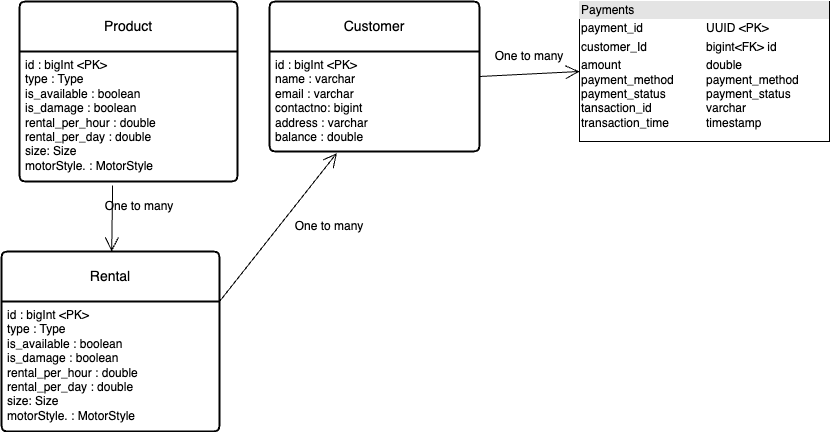 Product
id : bigInt <PK>
type : Type
is_available : boolean
is_damage : boolean
rental_per_hour : double
rental_per_day : double
size: Size
motorStyle. : MotorStyle
Customer
id : bigInt <PK>
name : varchar
email : varchar
contactno: bigint
address : varchar
balance : double
One to many
Payments
payment_id UUID <PK>
customer_Id bigint<FK> id
amount double
payment_method payment_method
payment_status payment_status
tansaction_id varchar
transaction_time timestamp
One to many
One to many
Rental
id : bigInt <PK>
type : Type
is_available : boolean
is_damage : boolean
rental_per_hour : double
rental_per_day : double
size: Size
motorStyle. : MotorStyle